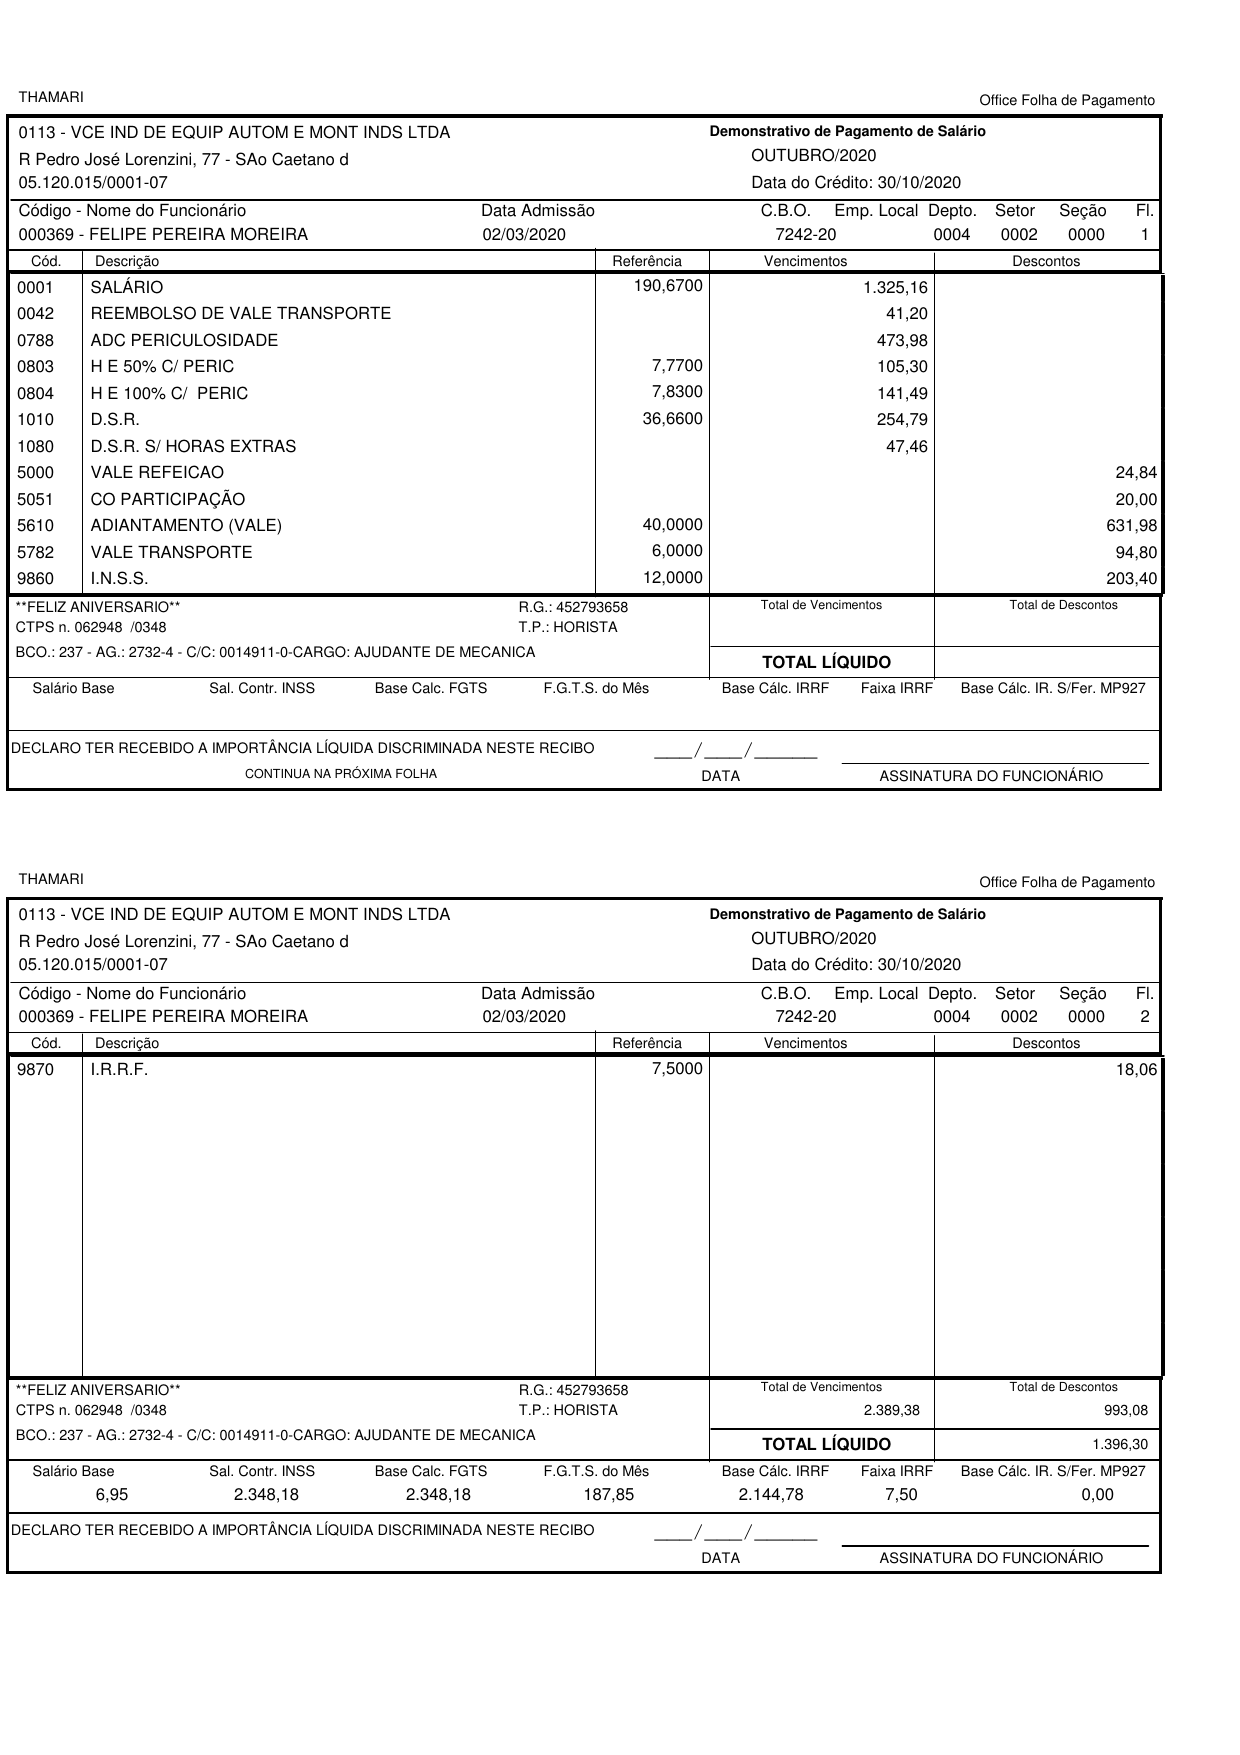 THAMARI
Office Folha de Pagamento
0113 - VCE IND DE EQUIP AUTOM E MONT INDS LTDA Demonstrativo de Pagamento de Salário
R Pedro José Lorenzini, 77 - SAo Caetano d OUTUBRO/2020
05.120.015/0001-07 Data do Crédito: 30/10/2020
Código - Nome do Funcionário Data Admissão C.B.O. Emp. Local Depto. Setor Seção Fl.
000369 - FELIPE PEREIRA MOREIRA 02/03/2020 7242-20 0004 0002 0000 1
Cód. Descrição Referência Vencimentos Descontos
0001 SALÁRIO 190,6700 1.325,16
0042 REEMBOLSO DE VALE TRANSPORTE 41,20
0788 ADC PERICULOSIDADE 473,98
0803 H E 50% C/ PERIC 7,7700 105,30
0804 H E 100% C/  PERIC 7,8300 141,49
1010 D.S.R. 36,6600 254,79
1080 D.S.R. S/ HORAS EXTRAS 47,46
5000 VALE REFEICAO 24,84
5051 CO PARTICIPAÇÃO 20,00
5610 ADIANTAMENTO (VALE) 40,0000 631,98
5782 VALE TRANSPORTE 6,0000 94,80
9860 I.N.S.S. 12,0000 203,40
**FELIZ ANIVERSARIO** R.G.: 452793658 Total de Vencimentos Total de Descontos
CTPS n. 062948  /0348 T.P.: HORISTA
BCO.: 237 - AG.: 2732-4 - C/C: 0014911-0-CARGO: AJUDANTE DE MECANICA
TOTAL LÍQUIDO
Salário Base Sal. Contr. INSS Base Calc. FGTS F.G.T.S. do Mês Base Cálc. IRRF Faixa IRRF Base Cálc. IR. S/Fer. MP927
DECLARO TER RECEBIDO A IMPORTÂNCIA LÍQUIDA DISCRIMINADA NESTE RECIBO ____/____/______
CONTINUA NA PRÓXIMA FOLHA DATA ASSINATURA DO FUNCIONÁRIO
THAMARI
Office Folha de Pagamento
0113 - VCE IND DE EQUIP AUTOM E MONT INDS LTDA Demonstrativo de Pagamento de Salário
R Pedro José Lorenzini, 77 - SAo Caetano d OUTUBRO/2020
05.120.015/0001-07 Data do Crédito: 30/10/2020
Código - Nome do Funcionário Data Admissão C.B.O. Emp. Local Depto. Setor Seção Fl.
000369 - FELIPE PEREIRA MOREIRA 02/03/2020 7242-20 0004 0002 0000 2
Cód. Descrição Referência Vencimentos Descontos
9870 I.R.R.F. 7,5000 18,06
**FELIZ ANIVERSARIO** R.G.: 452793658 Total de Vencimentos Total de Descontos
CTPS n. 062948  /0348 T.P.: HORISTA 2.389,38 993,08
BCO.: 237 - AG.: 2732-4 - C/C: 0014911-0-CARGO: AJUDANTE DE MECANICA
TOTAL LÍQUIDO 1.396,30
Salário Base Sal. Contr. INSS Base Calc. FGTS F.G.T.S. do Mês Base Cálc. IRRF Faixa IRRF Base Cálc. IR. S/Fer. MP927
6,95 2.348,18 2.348,18 187,85 2.144,78 7,50 0,00
DECLARO TER RECEBIDO A IMPORTÂNCIA LÍQUIDA DISCRIMINADA NESTE RECIBO ____/____/______
DATA ASSINATURA DO FUNCIONÁRIO